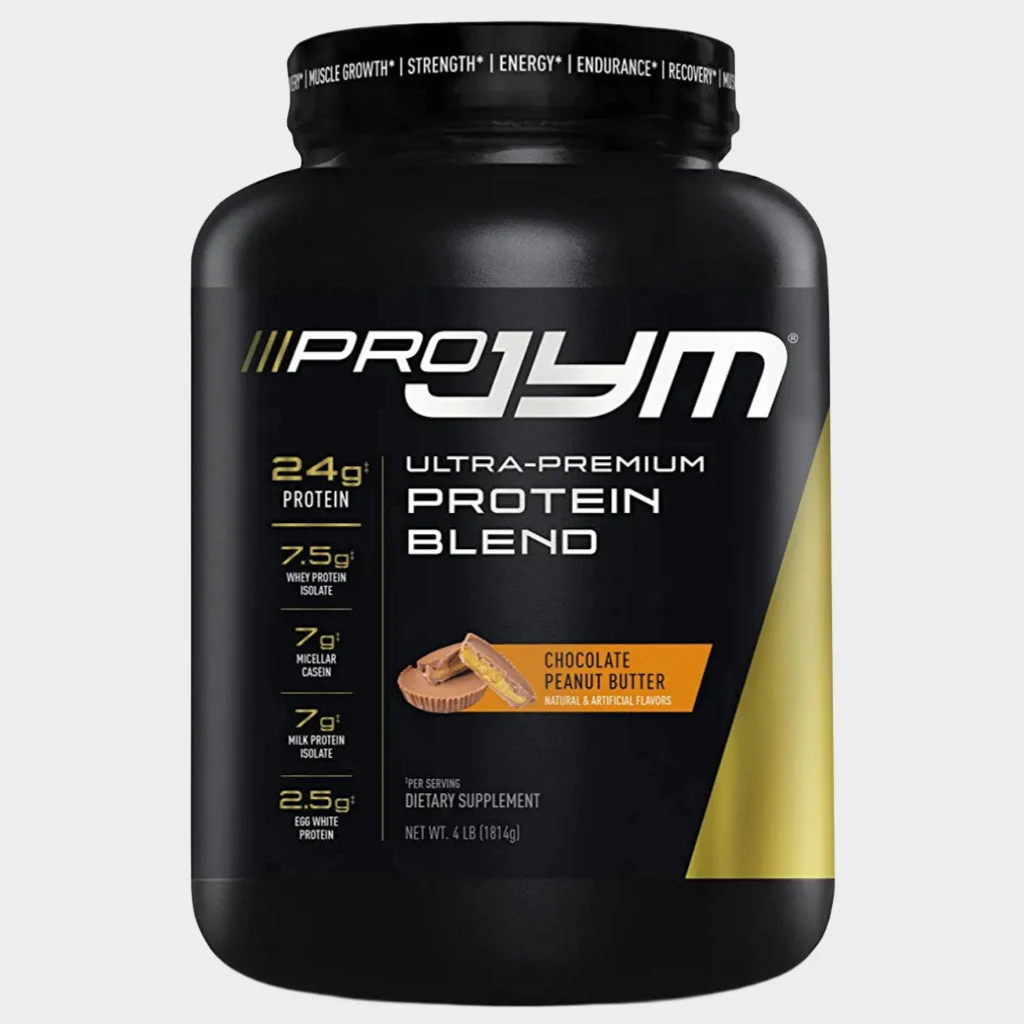 MUSCLE GROWTH* | STRENGTH* | ENERGY* | ENDURANCE* | RECOVERY* |
PRO JYM®
24g‡
PROTEIN
7.5g‡
WHEY PROTEIN
ISOLATE
7g‡
MICELLAR
CASEIN
7g‡
MILK PROTEIN
ISOLATE
2.5g‡
EGG WHITE
PROTEIN
ULTRA-PREMIUM
PROTEIN
BLEND
CHOCOLATE
PEANUT BUTTER
NATURAL & ARTIFICIAL FLAVORS
‡PER SERVING
DIETARY SUPPLEMENT
NET WT. 4 LB (1814g)